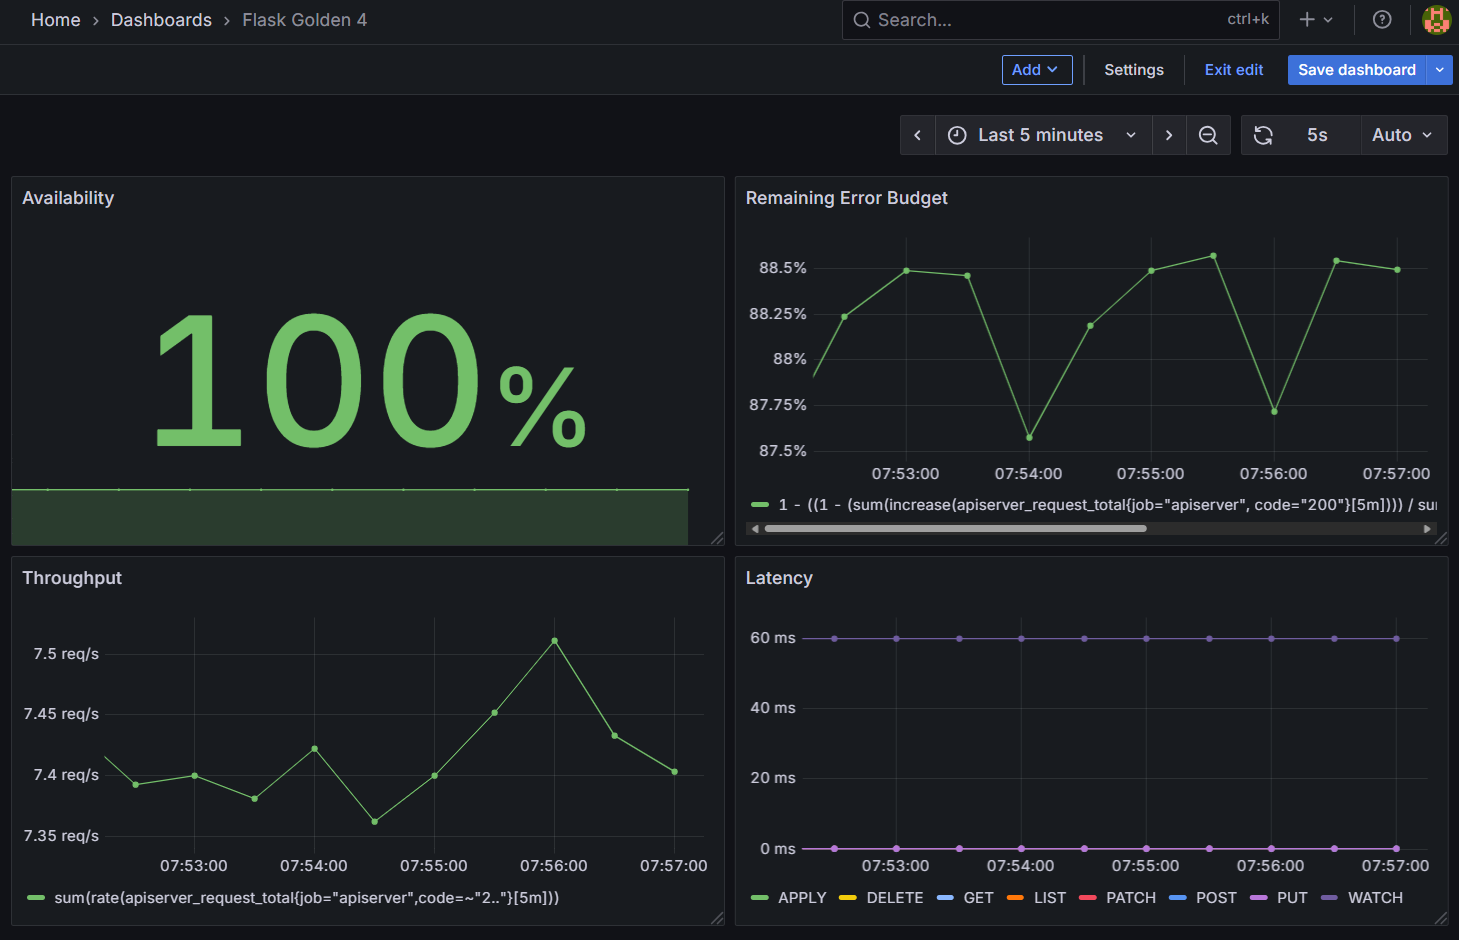 Home › Dashboards › Flask Golden 4
Search... ctrl+k
Add Settings Exit edit Save dashboard
Last 5 minutes 5s Auto
Availability
100%
Remaining Error Budget
88.5%
88.25%
88%
87.75%
87.5%
07:53:00 07:54:00 07:55:00 07:56:00 07:57:00
1 - ((1 - (sum(increase(apiserver_request_total{job="apiserver", code="200"}[5m]))) / su
Throughput
7.5 req/s
7.45 req/s
7.4 req/s
7.35 req/s
07:53:00 07:54:00 07:55:00 07:56:00 07:57:00
sum(rate(apiserver_request_total{job="apiserver",code=~"2.."}[5m]))
Latency
60 ms
40 ms
20 ms
0 ms
07:53:00 07:54:00 07:55:00 07:56:00 07:57:00
APPLY DELETE GET LIST PATCH POST PUT WATCH